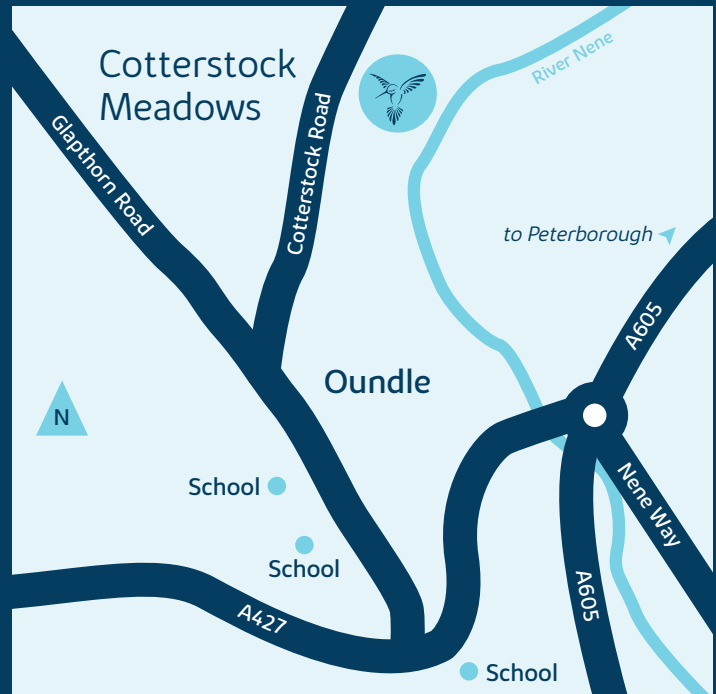 Cotterstock
Meadows
River Nene
Glapthorn Road
Cotterstock Road
to Peterborough
A605
Oundle
N
School
Nene Way
School
A605
A427
School